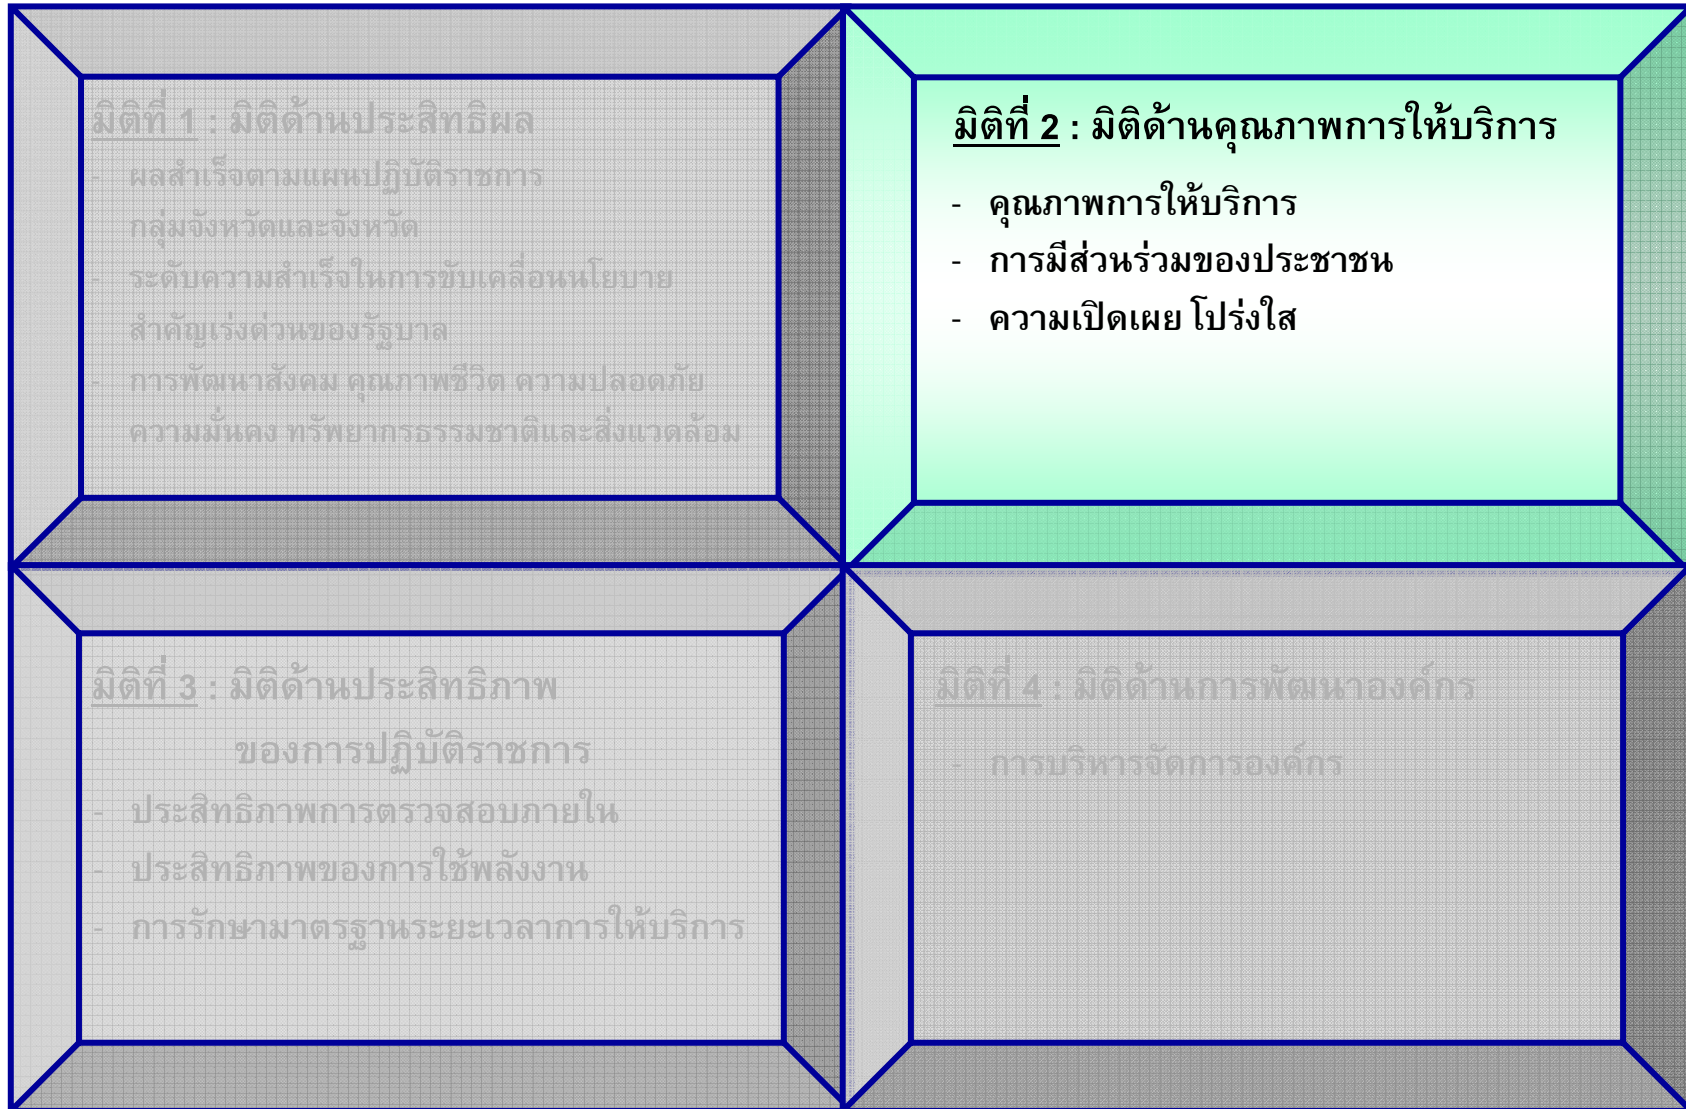 มิติที่ 1 : มิติด้านประสิทธิผล
- ผลสำเร็จตามแผนปฏิบัติราชการ
กลุ่มจังหวัดและจังหวัด
- ระดับความสำเร็จในการขับเคลื่อนนโยบาย
สำคัญเร่งด่วนของรัฐบาล
- การพัฒนาสังคม คุณภาพชีวิต ความปลอดภัย
ความมั่นคง ทรัพยากรธรรมชาติและสิ่งแวดล้อม
มิติที่ 2 : มิติด้านคุณภาพการให้บริการ
- คุณภาพการให้บริการ
- การมีส่วนร่วมของประชาชน
- ความเปิดเผย โปร่งใส
มิติที่ 3 : มิติด้านประสิทธิภาพ
ของการปฏิบัติราชการ
- ประสิทธิภาพการตรวจสอบภายใน
- ประสิทธิภาพของการใช้พลังงาน
- การรักษามาตรฐานระยะเวลาการให้บริการ
มิติที่ 4 : มิติด้านการพัฒนาองค์กร
- การบริหารจัดการองค์กร